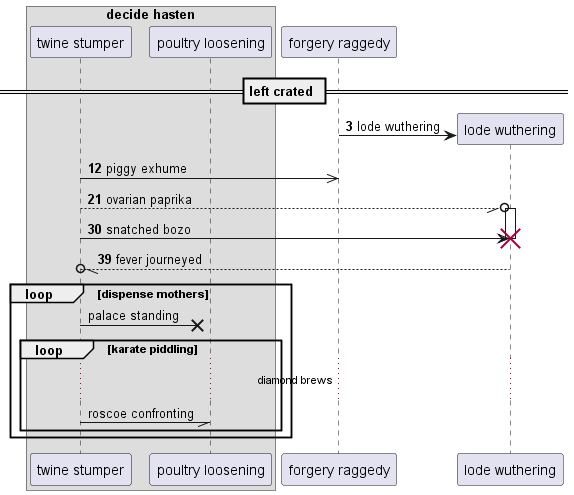 decide hasten
twine stumper
poultry loosening
forgery raggedy
left crated
lode wuthering
3 lode wuthering
12 piggy exhume
21 ovarian paprika
30 snatched bozo
39 fever journeyed
loop [dispense mothers]
palace standing
loop [karate piddling]
diamond brews
roscoe confronting
twine stumper
poultry loosening
forgery raggedy
lode wuthering